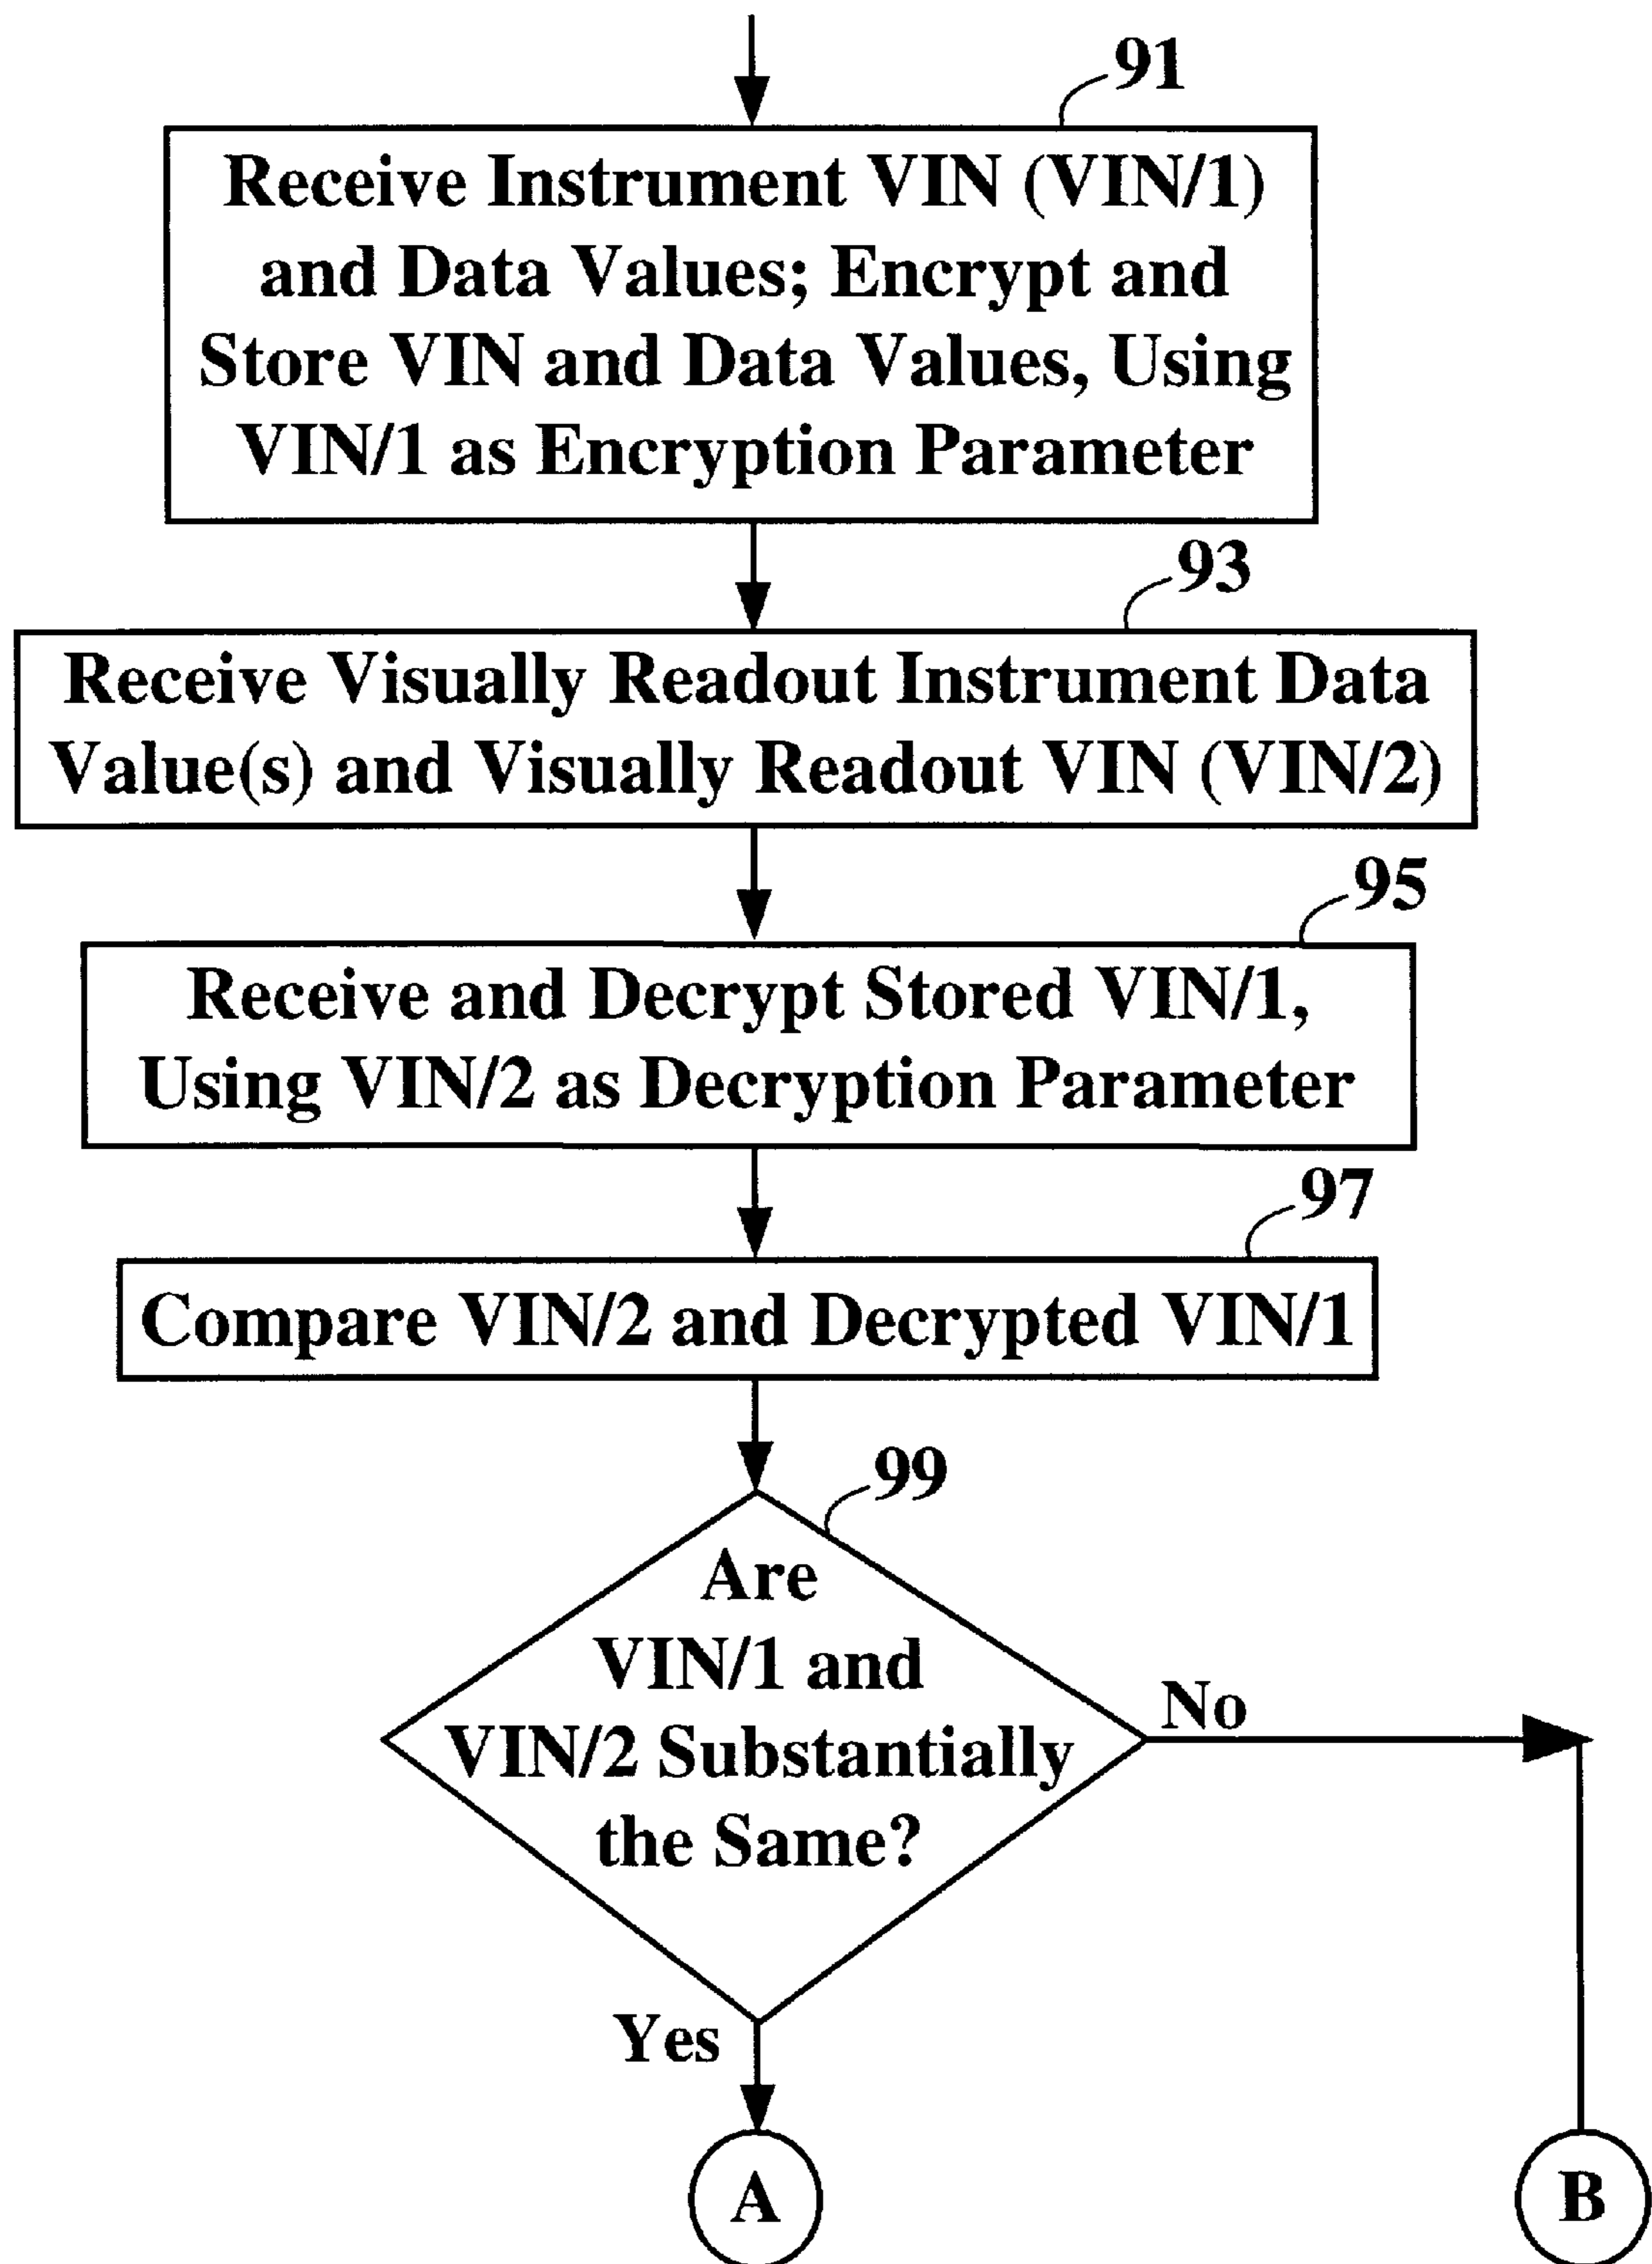 91
Receive Instrument VIN (VIN/1)
and Data Values; Encrypt and
Store VIN and Data Values, Using
VIN/1 as Encryption Parameter
93
Receive Visually Readout Instrument Data
Value(s) and Visually Readout VIN (VIN/2)
95
Receive and Decrypt Stored VIN/1,
Using VIN/2 as Decryption Parameter
97
Compare VIN/2 and Decrypted VIN/1
99
Are
VIN/1 and
VIN/2 Substantially
the Same?
No
Yes
A
B